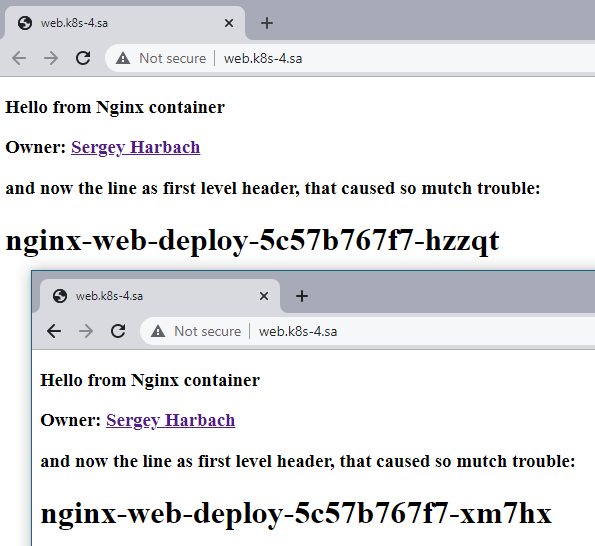 web.k8s-4.sa
Not secure web.k8s-4.sa
Hello from Nginx container
Owner: Sergey Harbach
and now the line as first level header, that caused so mutch trouble:
nginx-web-deploy-5c57b767f7-hzzqt
web.k8s-4.sa
Not secure web.k8s-4.sa
Hello from Nginx container
Owner: Sergey Harbach
and now the line as first level header, that caused so mutch trouble:
nginx-web-deploy-5c57b767f7-xm7hx